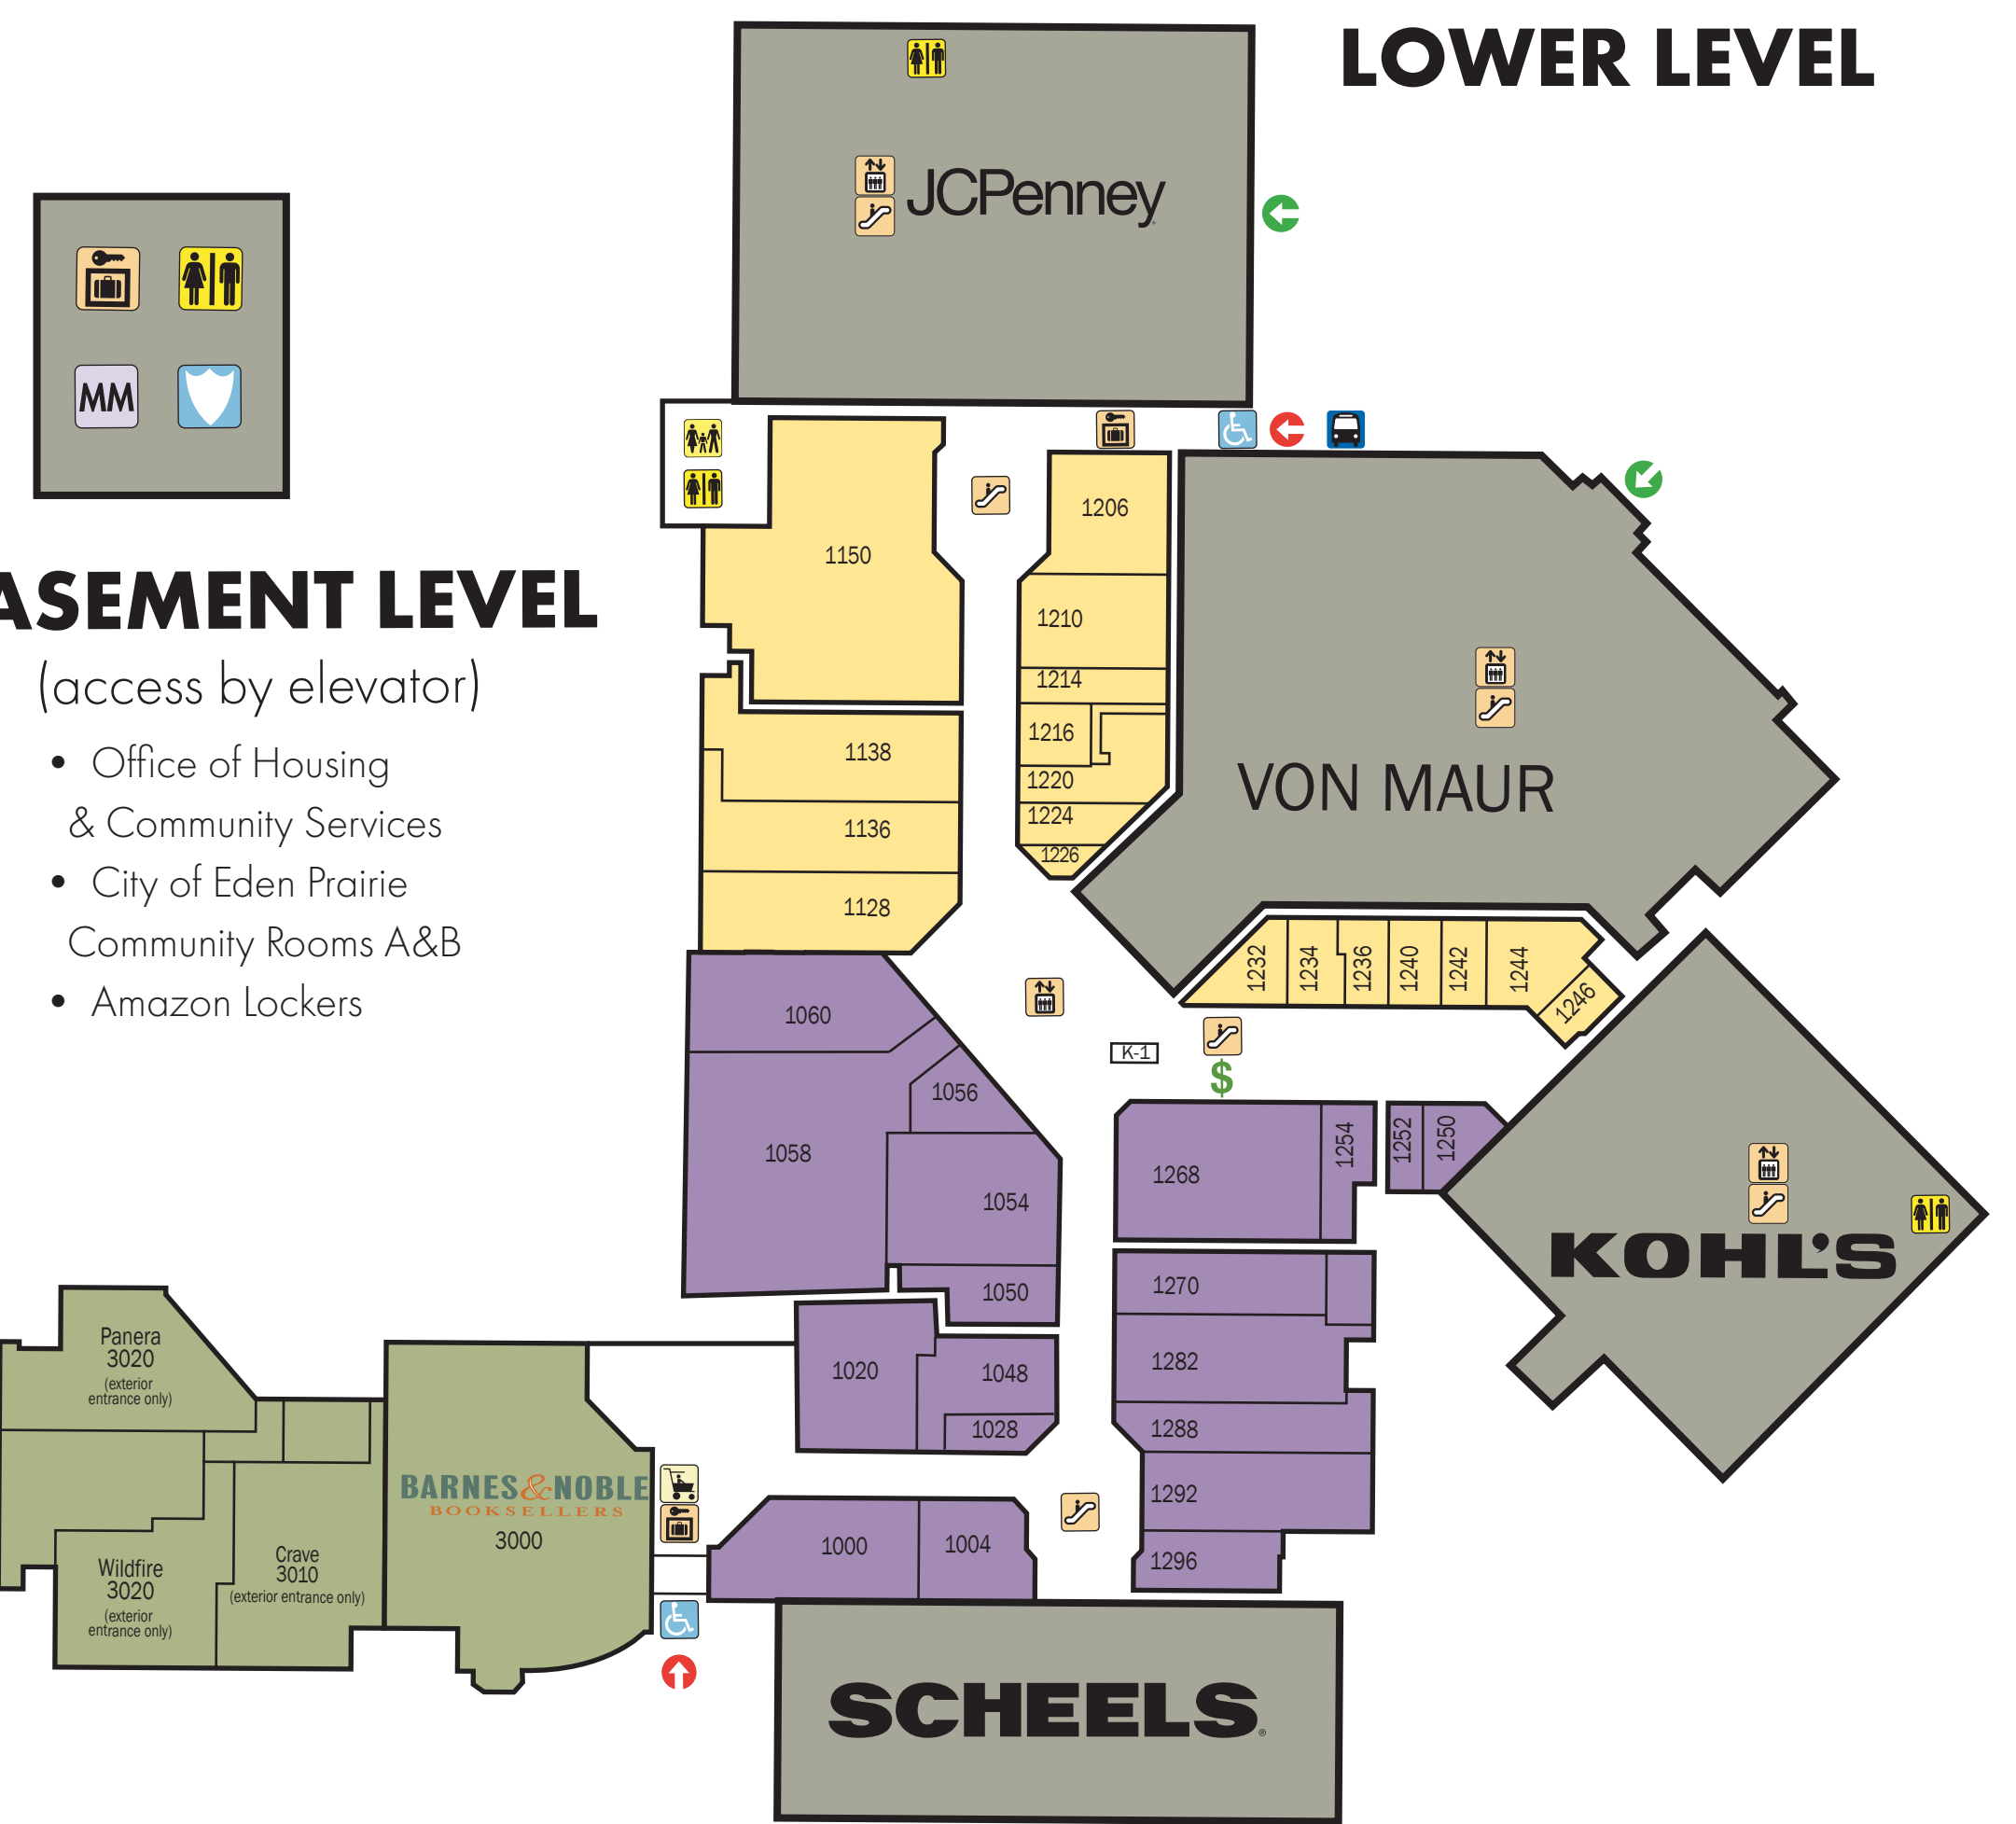 LOWER LEVEL
JCPenney
MM
ASEMENT LEVEL
(access by elevator)
• Office of Housing
& Community Services
• City of Eden Prairie
Community Rooms A&B
• Amazon Lockers
1150
1206
1210
1214
1216
1220
1224
1226
1138
1136
1128
VON MAUR
1232
1234
1236
1240
1242
1244
1246
K-1
$
1060
1056
1058
1054
1050
1268
1254
1252
1250
KOHL'S
1270
1282
1288
1292
1296
1020
1048
1028
1000
1004
Panera
3020
(exterior
entrance only)
Wildfire
3020
(exterior
entrance only)
Crave
3010
(exterior entrance only)
BARNES&NOBLE
BOOKSELLERS
3000
SCHEELS®